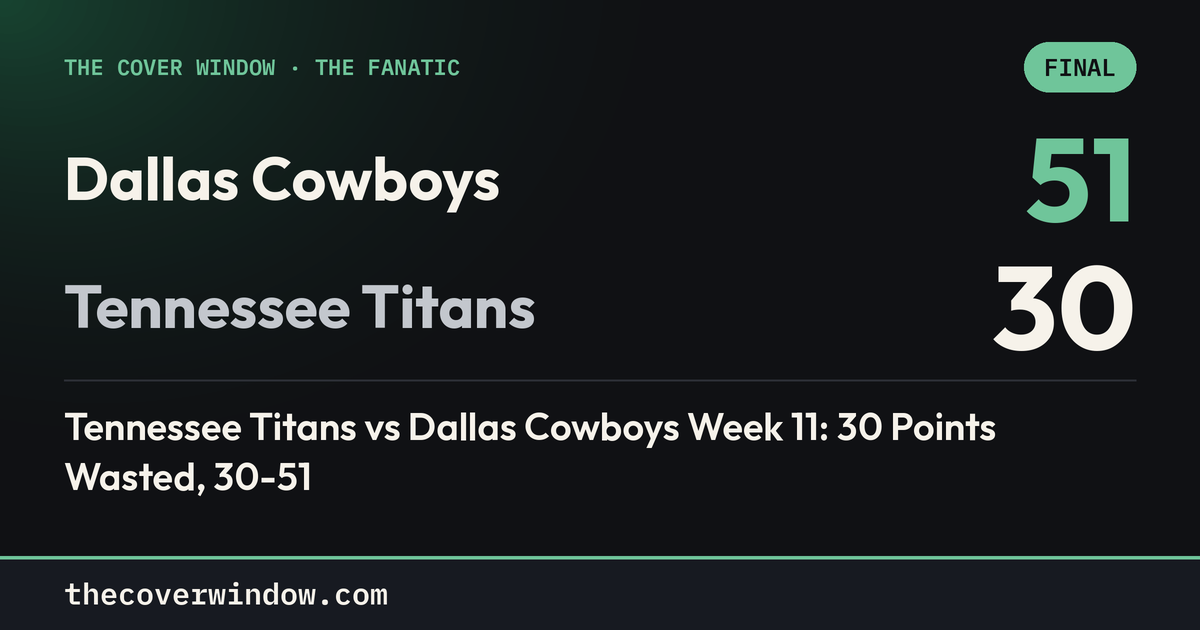 THE COVER WINDOW · THE FANATIC
FINAL
Dallas Cowboys
51
Tennessee Titans
30
Tennessee Titans vs Dallas Cowboys Week 11: 30 Points
Wasted, 30-51
thecoverwindow.com